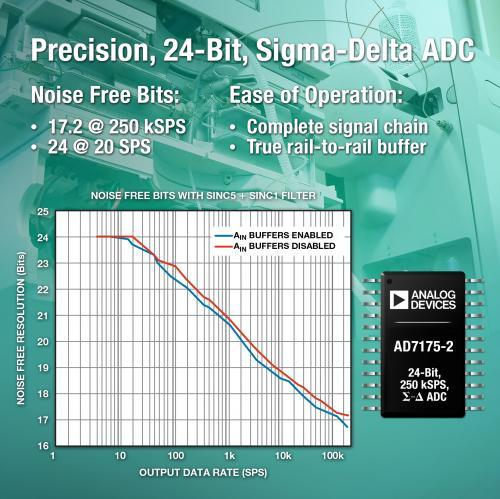 Precision, 24-Bit, Sigma-Delta ADC
Noise Free Bits:
• 17.2 @ 250 kSPS
• 24 @ 20 SPS
Ease of Operation:
• Complete signal chain
• True rail-to-rail buffer
NOISE FREE BITS WITH SINC5 + SINC1 FILTER
NOISE FREE RESOLUTION (Bits)
25
24
23
22
21
20
19
18
17
16
AIN BUFFERS ENABLED
AIN BUFFERS DISABLED
1 10 100 1k 10k 100k
OUTPUT DATA RATE (SPS)
ANALOG
DEVICES
AD7175-2
24-Bit,
250 kSPS,
Σ-Δ ADC